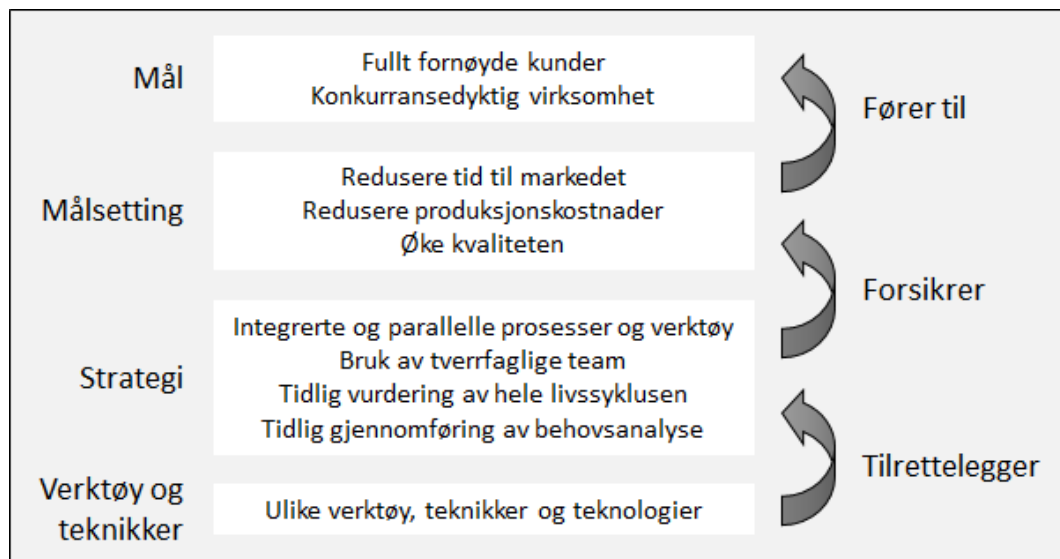 Mål
Fullt fornøyde kunder
Konkurransedyktig virksomhet
Fører til
Målsetting
Redusere tid til markedet
Redusere produksjonskostnader
Øke kvaliteten
Forsikrer
Strategi
Integrerte og parallelle prosesser og verktøy
Bruk av tverrfaglige team
Tidlig vurdering av hele livssyklusen
Tidlig gjennomføring av behovsanalyse
Tilrettelegger
Verktøy og
teknikker
Ulike verktøy, teknikker og teknologier